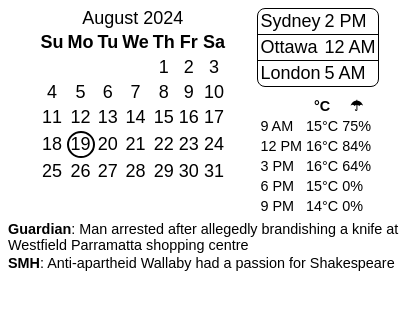 August 2024
Su Mo Tu We Th Fr Sa
1 2 3
4 5 6 7 8 9 10
11 12 13 14 15 16 17
18 19 20 21 22 23 24
25 26 27 28 29 30 31
Sydney 2 PM
Ottawa 12 AM
London 5 AM
°C ☂
9 AM 15°C 75%
12 PM 16°C 84%
3 PM 16°C 64%
6 PM 15°C 0%
9 PM 14°C 0%
Guardian: Man arrested after allegedly brandishing a knife at
Westfield Parramatta shopping centre
SMH: Anti-apartheid Wallaby had a passion for Shakespeare